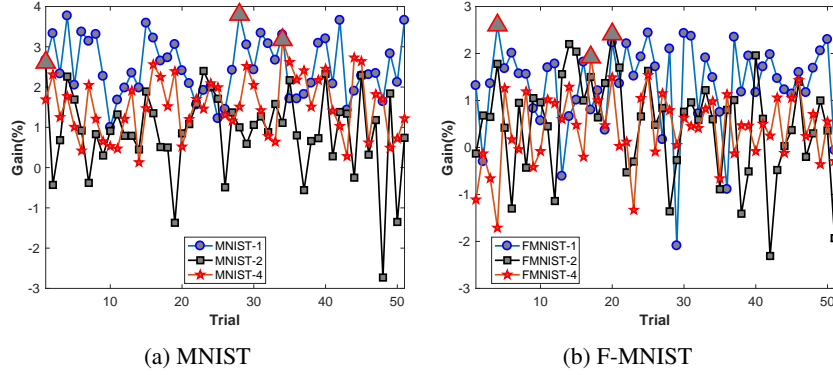 4
3
2
1
0
-1
-2
-3
Gain(%)
MNIST-1
MNIST-2
MNIST-4
10 20 30 40 50
Trial
(a) MNIST
3
2
1
0
-1
-2
-3
Gain(%)
FMNIST-1
FMNIST-2
FMNIST-4
10 20 30 40 50
Trial
(b) F-MNIST